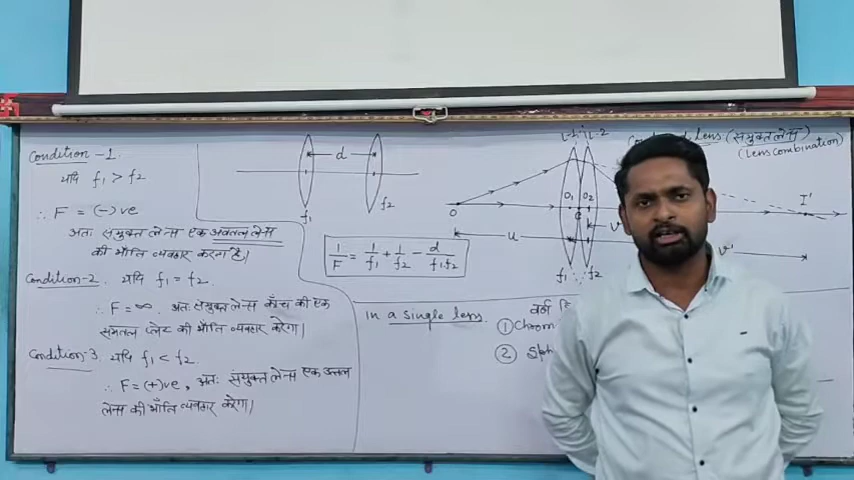 Condition-1.
यदि f₁ > f₂
∴ F = (-)ve
अतः संयुक्त लेन्स एक अवतल लेन्स
की भाँति व्यवहार करता है।
Condition-2. यदि f₁ = f₂.
∴ F = ∞. अतः संयुक्त लेन्स काँच की एक
समतल प्लेट की भाँति व्यवहार करेगा।
Condition-3 यदि f₁ < f₂.
∴ F = (+)ve, अतः संयुक्त लेन्स एक उत्तल
लेन्स की भाँति व्यवहार करेगा।
d
f₁
f₂
1/F = 1/f₁ + 1/f₂ - d/f₁f₂
In a single lens.
L-1 L-2
Lens (संयुक्त लेन्स)
(Lens combination)
O
O₁ O₂
C
I'
u
v
v'
f₁ f₂
①
②